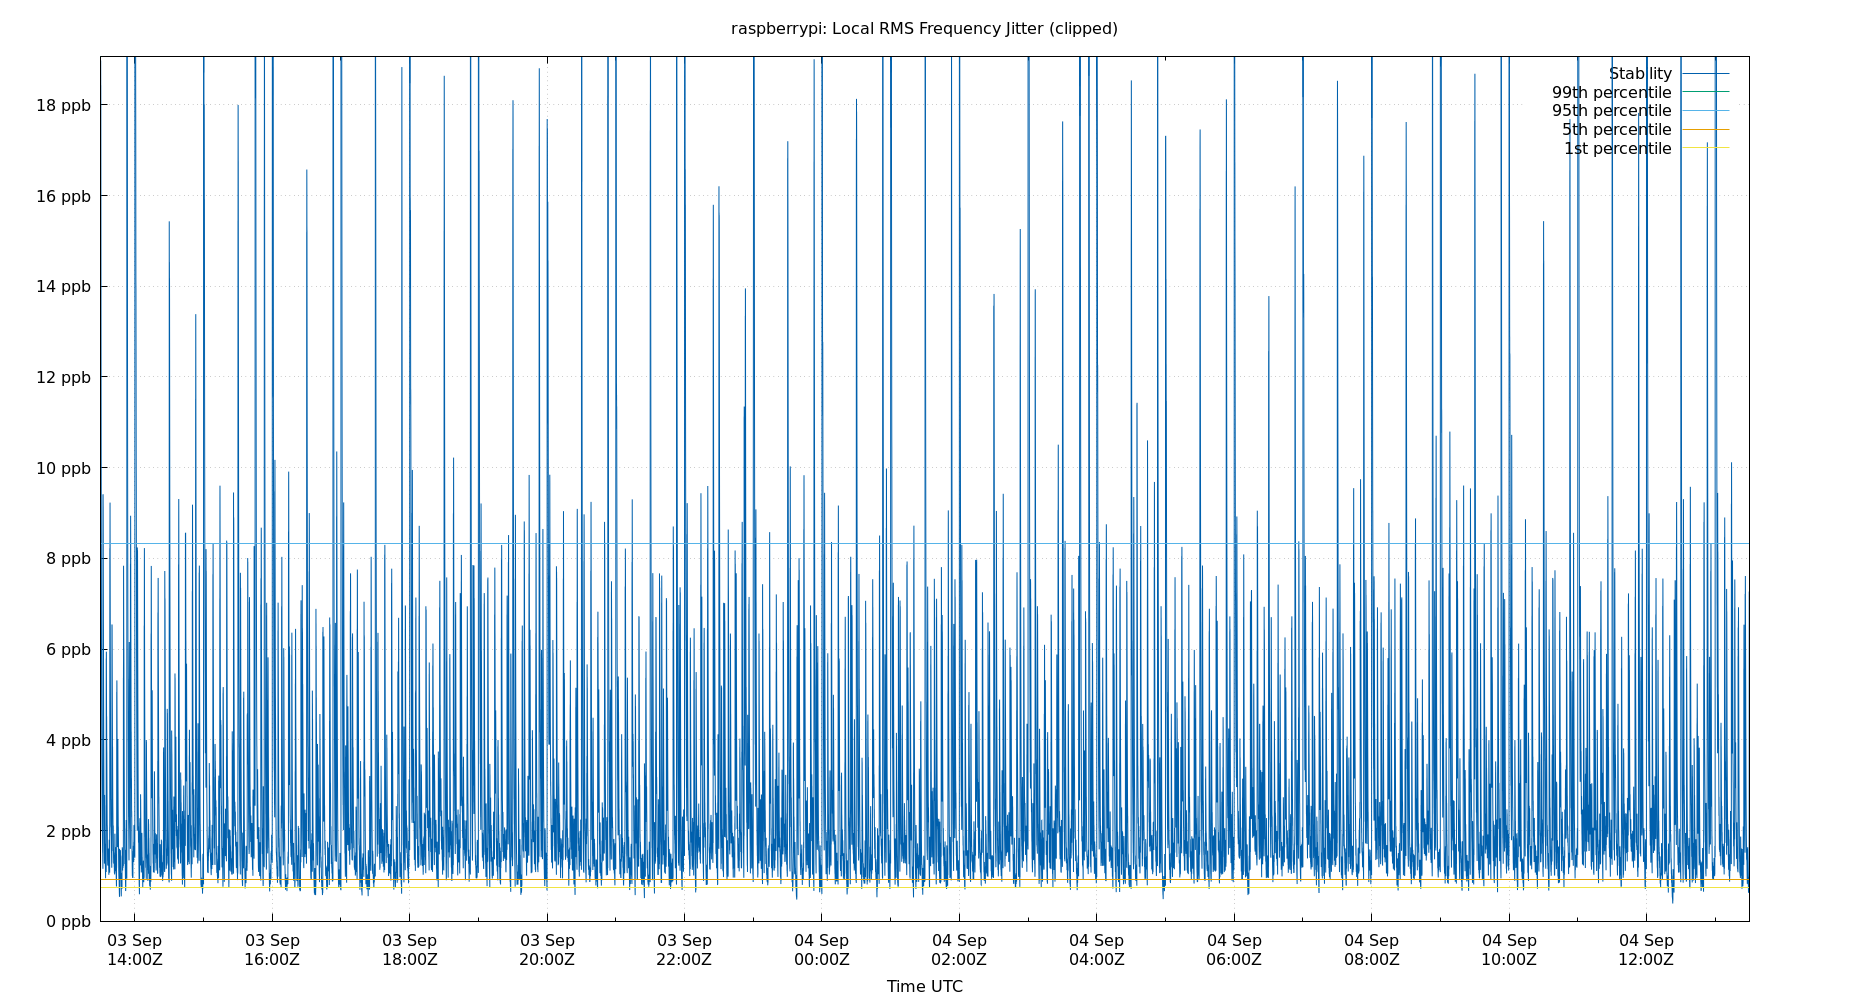 raspberrypi: Local RMS Frequency Jitter (clipped)
Stability
99th percentile
95th percentile
5th percentile
1st percentile
18 ppb
16 ppb
14 ppb
12 ppb
10 ppb
8 ppb
6 ppb
4 ppb
2 ppb
0 ppb
03 Sep 03 Sep 03 Sep 03 Sep 03 Sep 04 Sep 04 Sep 04 Sep 04 Sep 04 Sep 04 Sep 04 Sep
14:00Z 16:00Z 18:00Z 20:00Z 22:00Z 00:00Z 02:00Z 04:00Z 06:00Z 08:00Z 10:00Z 12:00Z
Time UTC